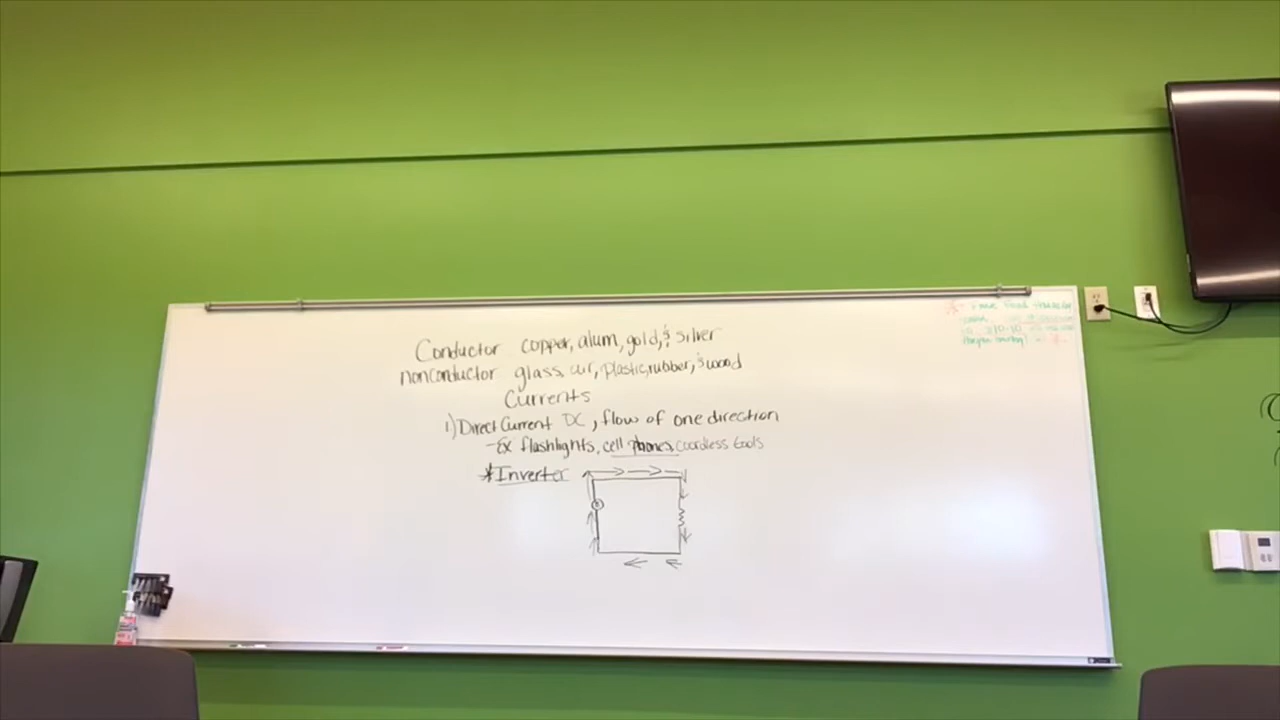 Conductor copper, alum, gold, & silver
nonconductor glass, air, plastic, rubber, & wood
Currents
1) Direct Current DC, flow of one direction
-Ex flashlights, cell phones, coordless tools
*Inverter